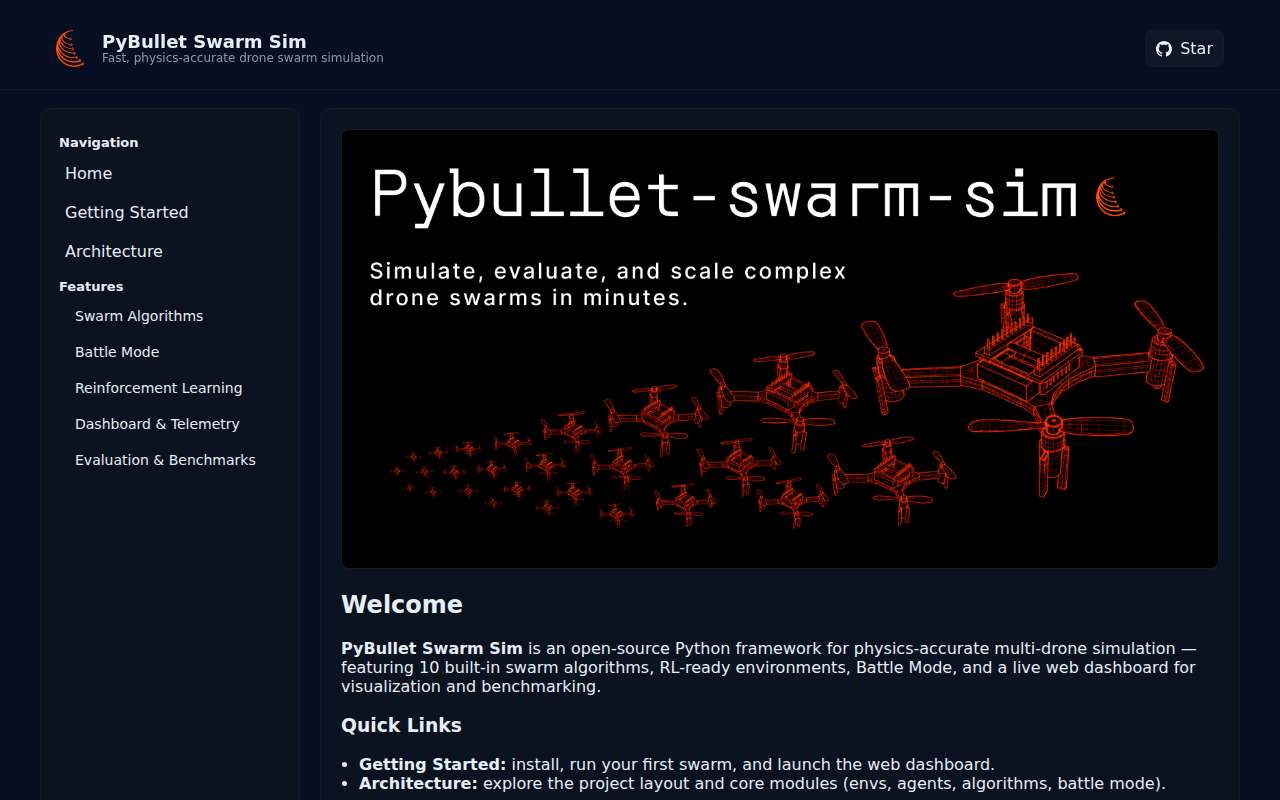 PyBullet Swarm Sim
Fast, physics-accurate drone swarm simulation
Star
Navigation
Home
Getting Started
Architecture
Features
Swarm Algorithms
Battle Mode
Reinforcement Learning
Dashboard & Telemetry
Evaluation & Benchmarks
Pybullet-swarm-sim
Simulate, evaluate, and scale complex
drone swarms in minutes.
Welcome
PyBullet Swarm Sim is an open-source Python framework for physics-accurate multi-drone simulation —
featuring 10 built-in swarm algorithms, RL-ready environments, Battle Mode, and a live web dashboard for
visualization and benchmarking.
Quick Links
• Getting Started: install, run your first swarm, and launch the web dashboard.
• Architecture: explore the project layout and core modules (envs, agents, algorithms, battle mode).